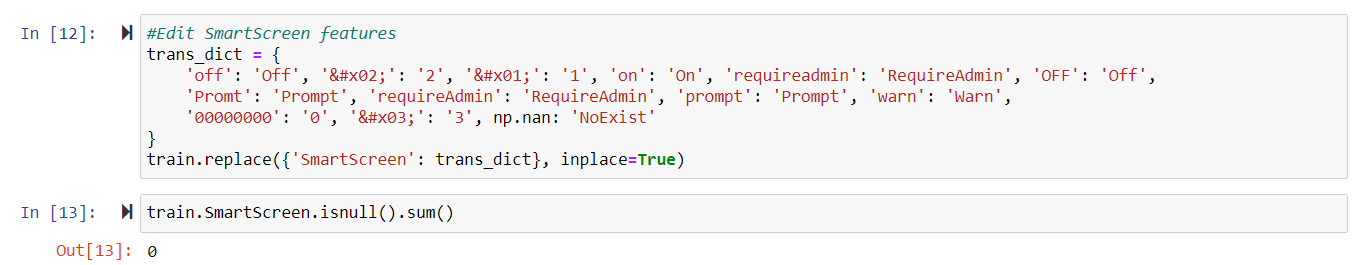 In [12]:
#Edit SmartScreen features
trans_dict = {
    'off': 'Off', '&#x02;': '2', '&#x01;': '1', 'on': 'On', 'requireadmin': 'RequireAdmin', 'OFF': 'Off',
    'Promt': 'Prompt', 'requireAdmin': 'RequireAdmin', 'prompt': 'Prompt', 'warn': 'Warn',
    '00000000': '0', '&#x03;': '3', np.nan: 'NoExist'
}
train.replace({'SmartScreen': trans_dict}, inplace=True)
In [13]:
train.SmartScreen.isnull().sum()
Out[13]: 0